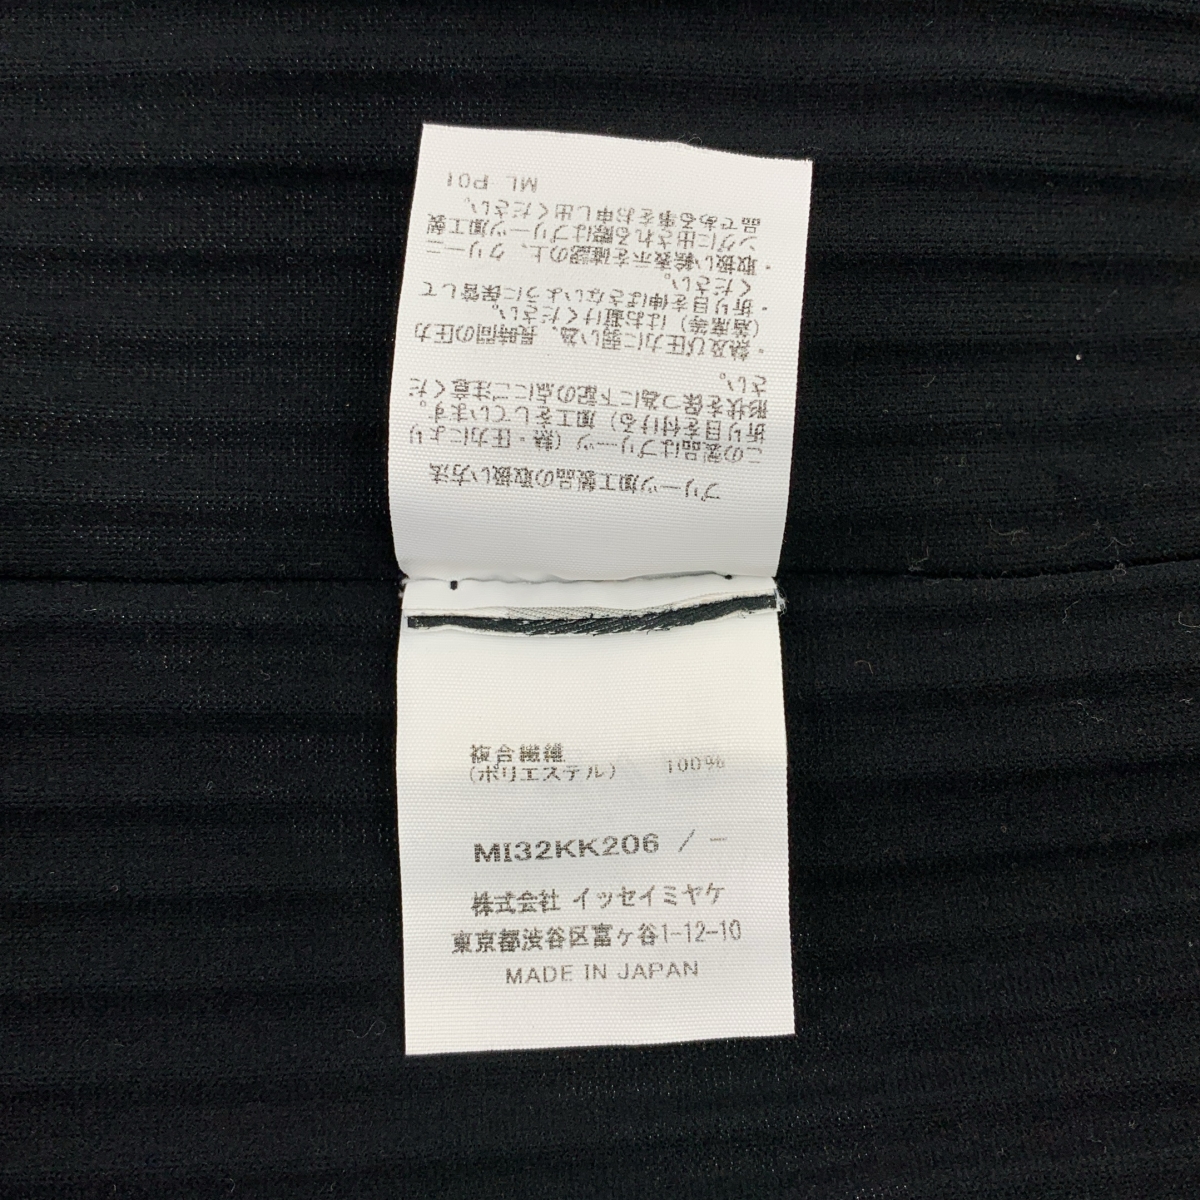 プリーツ加工製品の取扱い方法
この製品はプリーツ（熱・圧力により
折り目を付ける）加工をしています。
形状を保つ為に下記の点にご注意くだ
さい。
・熱及び圧力に弱い為、長時間の圧力
（着席等）はお避けください。
・折り目を伸ばさないように保管して
ください。
・取扱い絵表示を確認の上、クリーニ
ングに出される際はプリーツ加工製
品である事をお申し出ください。
ML P01
複合繊維
（ポリエステル） 100%
MI32KK206 / -
株式会社 イッセイミヤケ
東京都渋谷区富ヶ谷1-12-10
MADE IN JAPAN